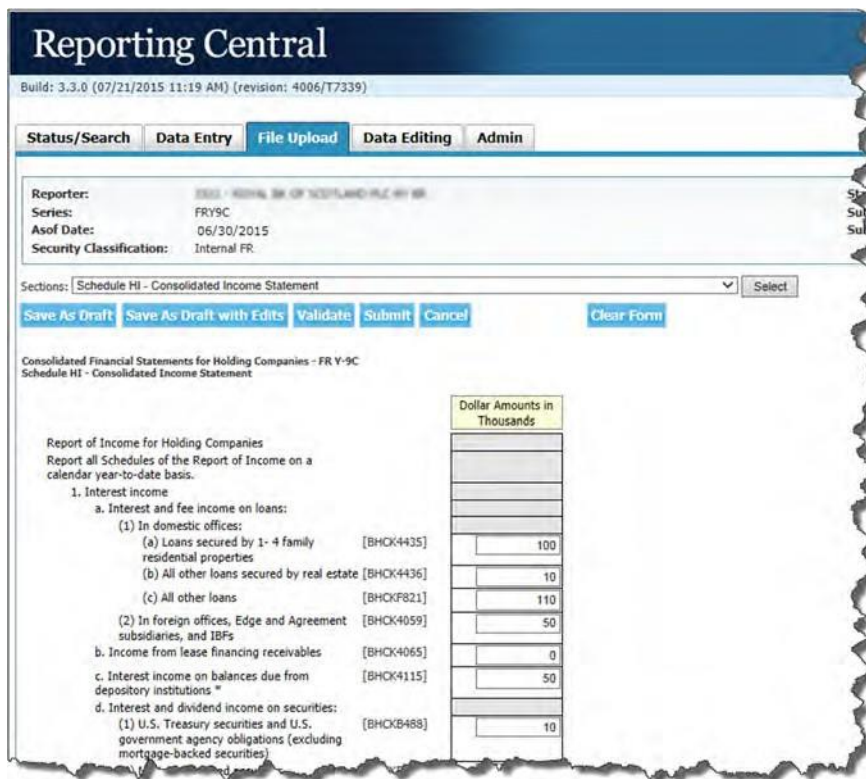 Reporting Central
Build: 3.3.0 (07/21/2015 11:19 AM) (revision: 4006/T7339)
Status/Search Data Entry File Upload Data Editing Admin
Reporter:
Series: FRY9C
Asof Date: 06/30/2015
Security Classification: Internal FR
Sections: Schedule HI - Consolidated Income Statement Select
Save As Draft Save As Draft with Edits Validate Submit Cancel Clear Form
Consolidated Financial Statements for Holding Companies - FR Y-9C
Schedule HI - Consolidated Income Statement
Dollar Amounts in
Thousands
Report of Income for Holding Companies
Report all Schedules of the Report of Income on a
calendar year-to-date basis.
1. Interest income
a. Interest and fee income on loans:
(1) In domestic offices:
(a) Loans secured by 1- 4 family [BHCK4435] 100
residential properties
(b) All other loans secured by real estate [BHCK4436] 10
(c) All other loans [BHCKF821] 110
(2) In foreign offices, Edge and Agreement [BHCK4059] 50
subsidiaries, and IBFs
b. Income from lease financing receivables [BHCK4065] 0
c. Interest income on balances due from [BHCK4115] 50
depository institutions *
d. Interest and dividend income on securities:
(1) U.S. Treasury securities and U.S. [BHCKB488] 10
government agency obligations (excluding
mortgage-backed securities)